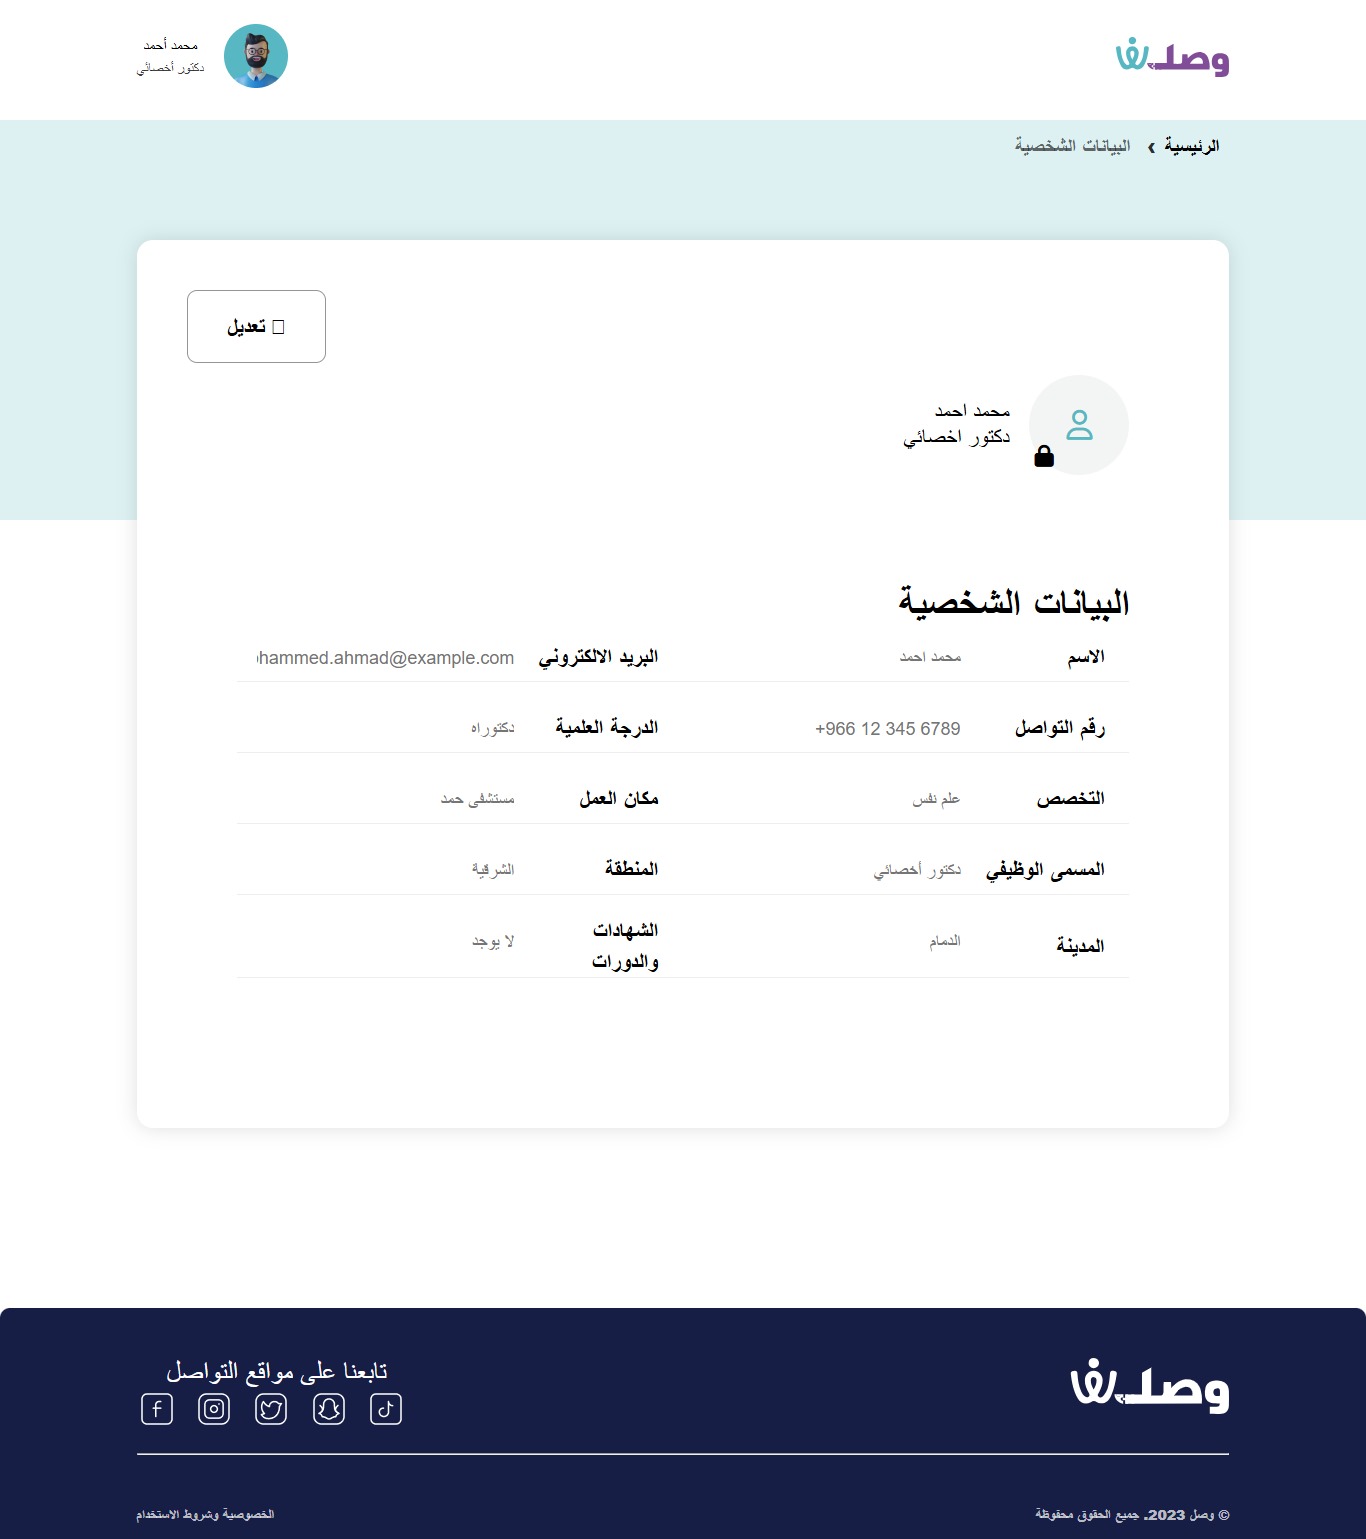 وصل
محمد أحمد
دكتور أخصائي
الرئيسية › البيانات الشخصية
تعديل
محمد احمد
دكتور اخصائي
البيانات الشخصية
الاسم محمد احمد البريد الالكتروني hammed.ahmad@example.com
رقم التواصل +966 12 345 6789 الدرجة العلمية دكتوراه
التخصص علم نفس مكان العمل مستشفى حمد
المسمى الوظيفي دكتور أخصائي المنطقة الشرقية
المدينة الدمام الشهادات والدورات لا يوجد
وصل
تابعنا على مواقع التواصل
© وصل 2023. جميع الحقوق محفوظة
الخصوصية وشروط الاستخدام